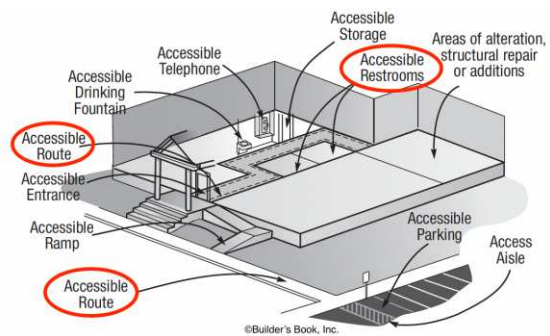 Accessible
Storage
Accessible
Telephone
Accessible
Restrooms
Areas of alteration,
structural repair
or additions
Accessible
Drinking
Fountain
Accessible
Route
Accessible
Entrance
Accessible
Ramp
Accessible
Parking
Access
Aisle
Accessible
Route
©Builder's Book, Inc.